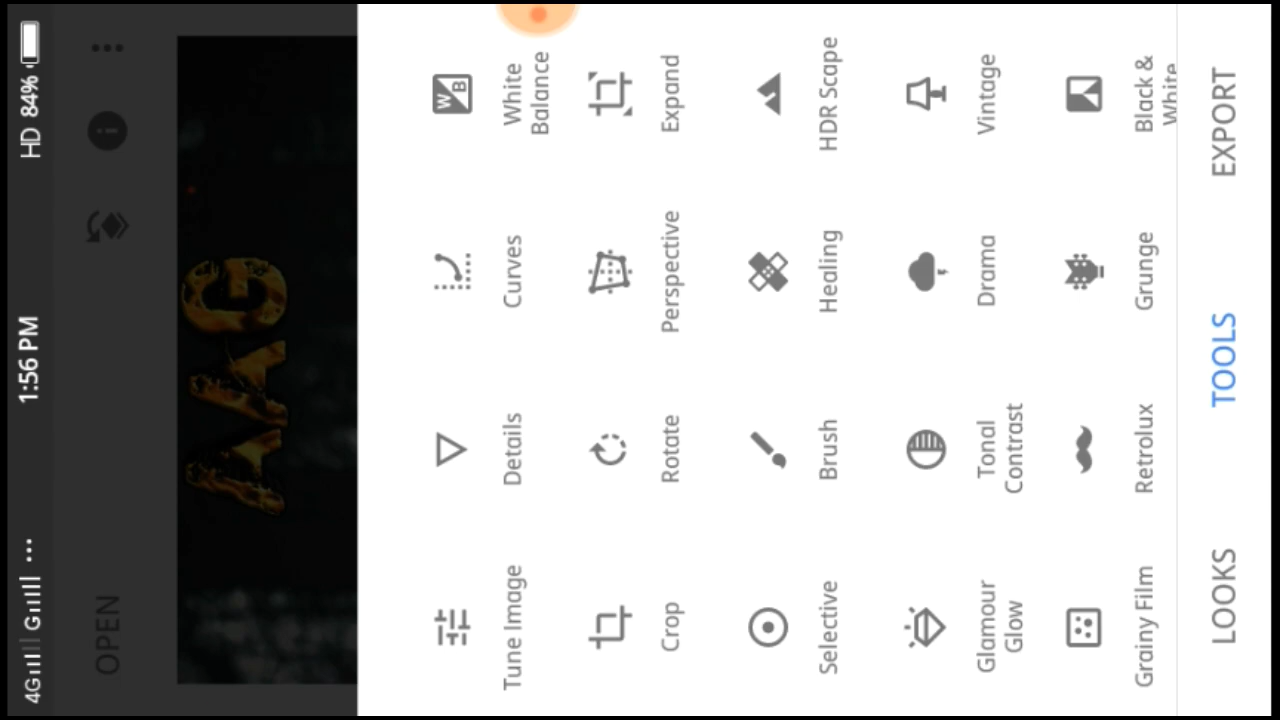 4G G ... 1:56 PM HD 84%
OPEN
Tune Image Details Curves White
Balance
Crop Rotate Perspective Expand
Selective Brush Healing HDR Scape
Glamour
Glow Tonal
Contrast Drama Vintage
Grainy Film Retrolux Grunge Black &
White
LOOKS TOOLS EXPORT